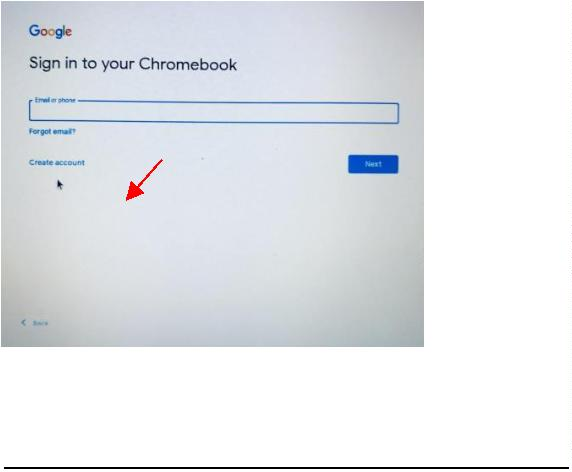 Google
Sign in to your Chromebook
Email or phone
Forgot email?
Create account
Next
Back